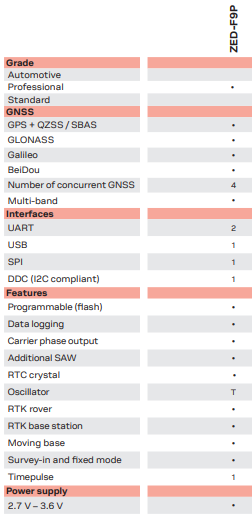 ZED-F9P
Grade
Automotive
Professional •
Standard
GNSS
GPS + QZSS / SBAS •
GLONASS •
Galileo •
BeiDou •
Number of concurrent GNSS 4
Multi-band •
Interfaces
UART 2
USB 1
SPI 1
DDC (I2C compliant) 1
Features
Programmable (flash) •
Data logging •
Carrier phase output •
Additional SAW •
RTC crystal •
Oscillator T
RTK rover •
RTK base station •
Moving base •
Survey-in and fixed mode •
Timepulse 1
Power supply
2.7 V – 3.6 V •